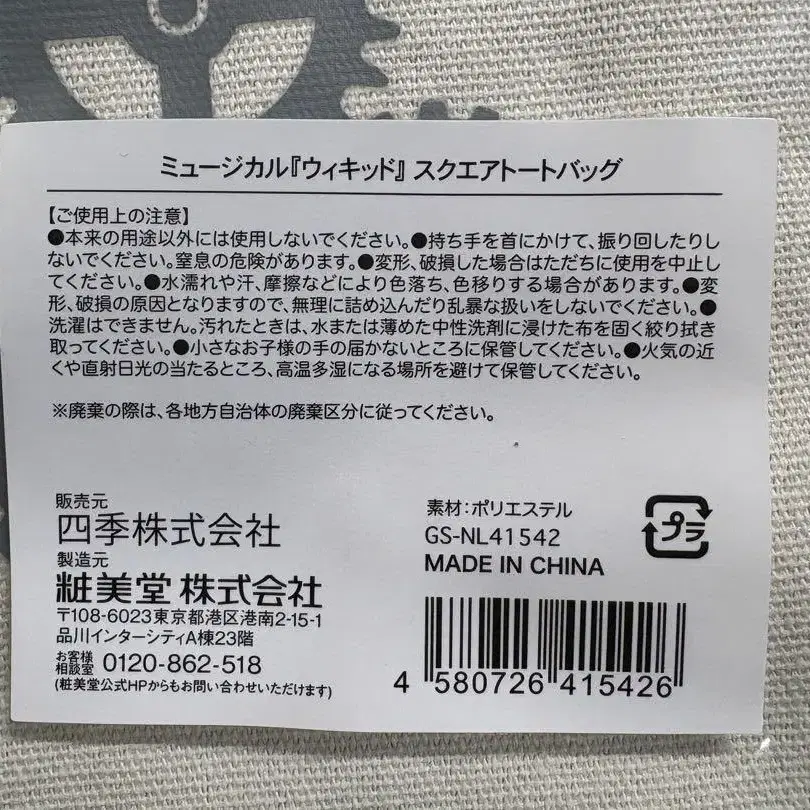 ミュージカル『ウィキッド』 スクエアトートバッグ
【ご使用上の注意】
●本来の用途以外には使用しないでください。●持ち手を首にかけて、振り回したりし
ないでください。窒息の危険があります。●変形、破損した場合はただちに使用を中止し
てください。●水濡れや汗、摩擦などにより色落ち、色移りする場合があります。●変
形、破損の原因となりますので、無理に詰め込んだり乱暴な扱いをしないでください。●
洗濯はできません。汚れたときは、水または薄めた中性洗剤に浸けた布を固く絞り拭き
取ってください。●小さなお子様の手の届かないところに保管してください。●火気の近
くや直射日光の当たるところ、高温多湿になる場所を避けて保管してください。
※廃棄の際は、各地方自治体の廃棄区分に従ってください。
販売元
四季株式会社
製造元
粧美堂 株式会社
〒108-6023東京都港区港南2-15-1
品川インターシティA棟23階
お客様
相談室 0120-862-518
(粧美堂公式HPからもお問い合わせいただけます)
素材:ポリエステル
GS-NL41542
MADE IN CHINA
プラ
4 580726 415426